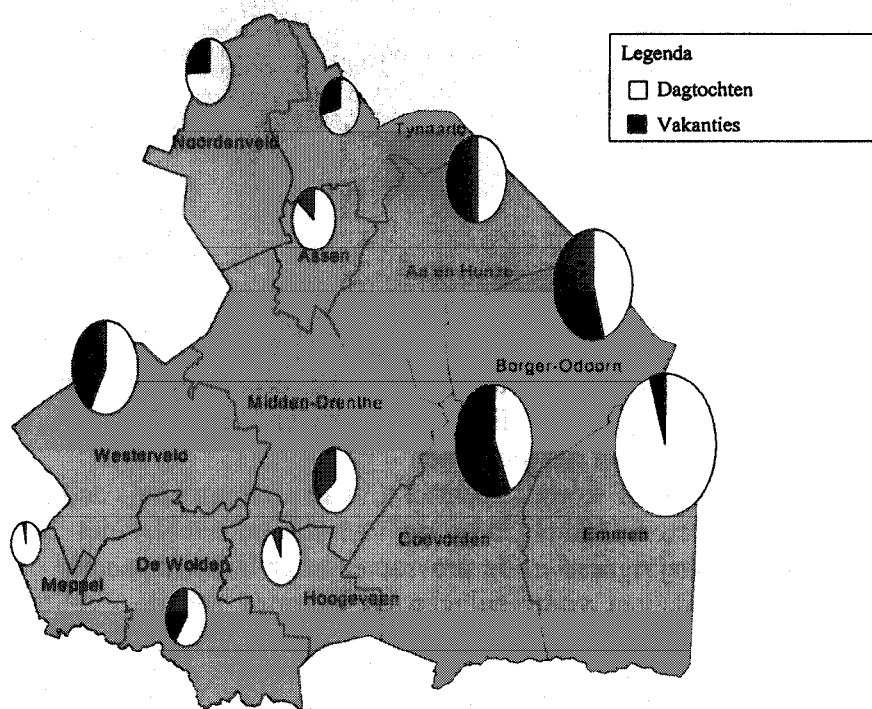 Legenda
Dagtochten
Vakanties
Noordenveld
Tynaarlo
Assen
Aa en Hunze
Borger-Odoorn
Midden-Drenthe
Westerveld
Coevorden
Emmen
De Wolden
Meppel
Hoogeveen